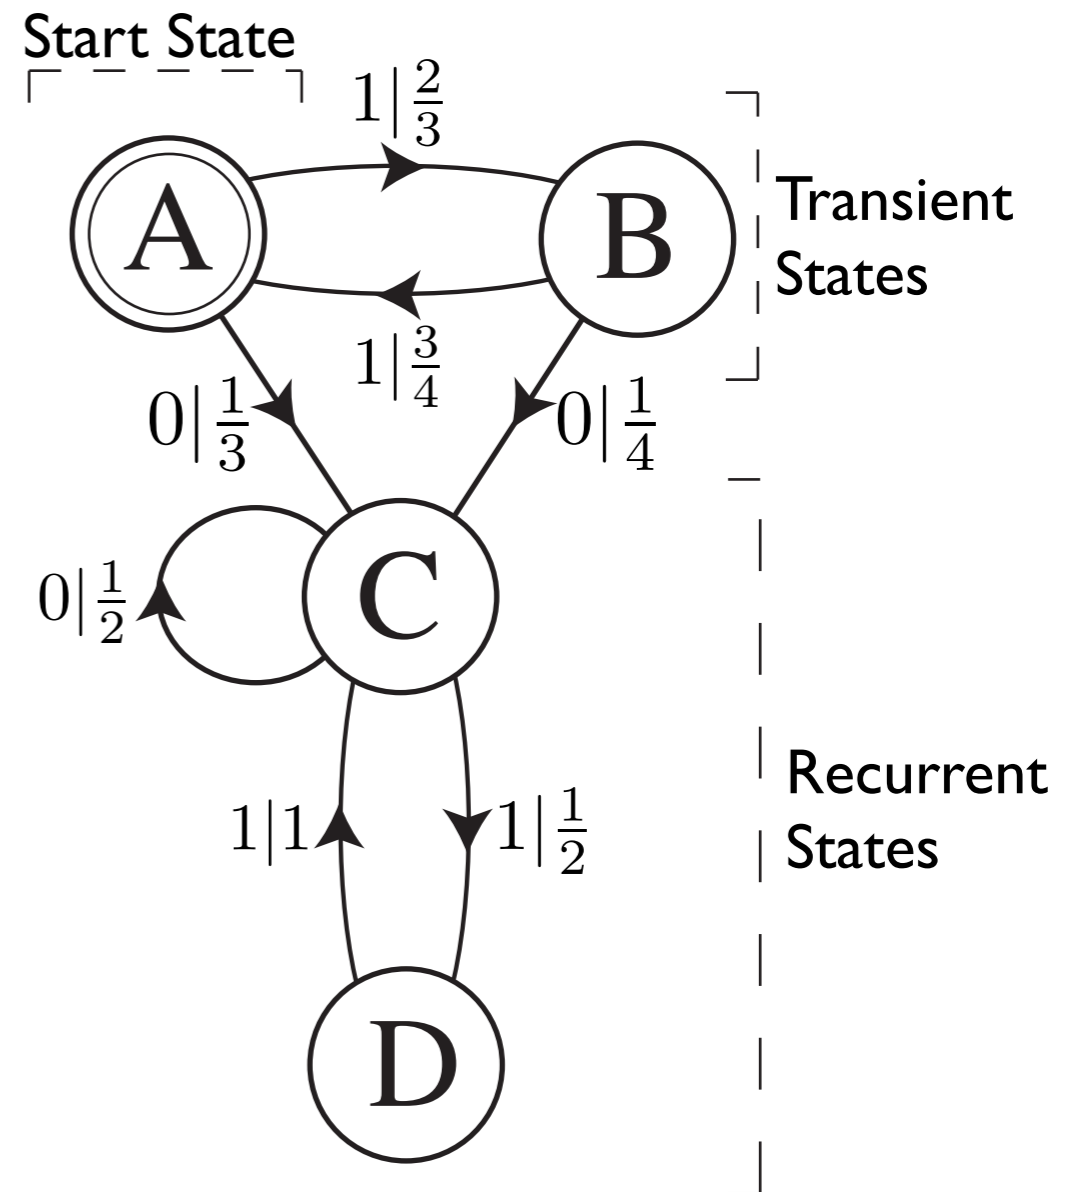 Start State
1|2/3
A
B
Transient
States
1|3/4
0|1/3
0|1/4
C
0|1/2
Recurrent
States
1|1
1|1/2
D